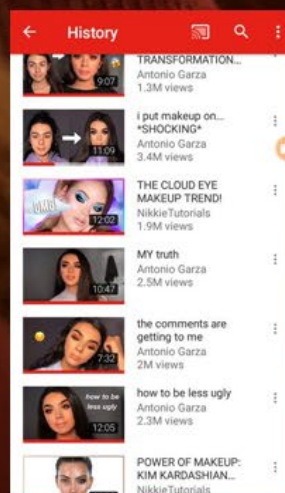 History
TRANSFORMATION...
Antonio Garza
1.3M views
9:07
i put makeup on...
*SHOCKING*
Antonio Garza
3.4M views
11:09
THE CLOUD EYE
MAKEUP TREND!
NikkieTutorials
1.9M views
OMG
12:02
MY truth
Antonio Garza
2.5M views
10:47
the comments are
getting to me
Antonio Garza
2M views
7:32
how to be less ugly
Antonio Garza
2.3M views
how to be
less ugly
12:05
POWER OF MAKEUP:
KIM KARDASHIAN...
NikkieTutorials